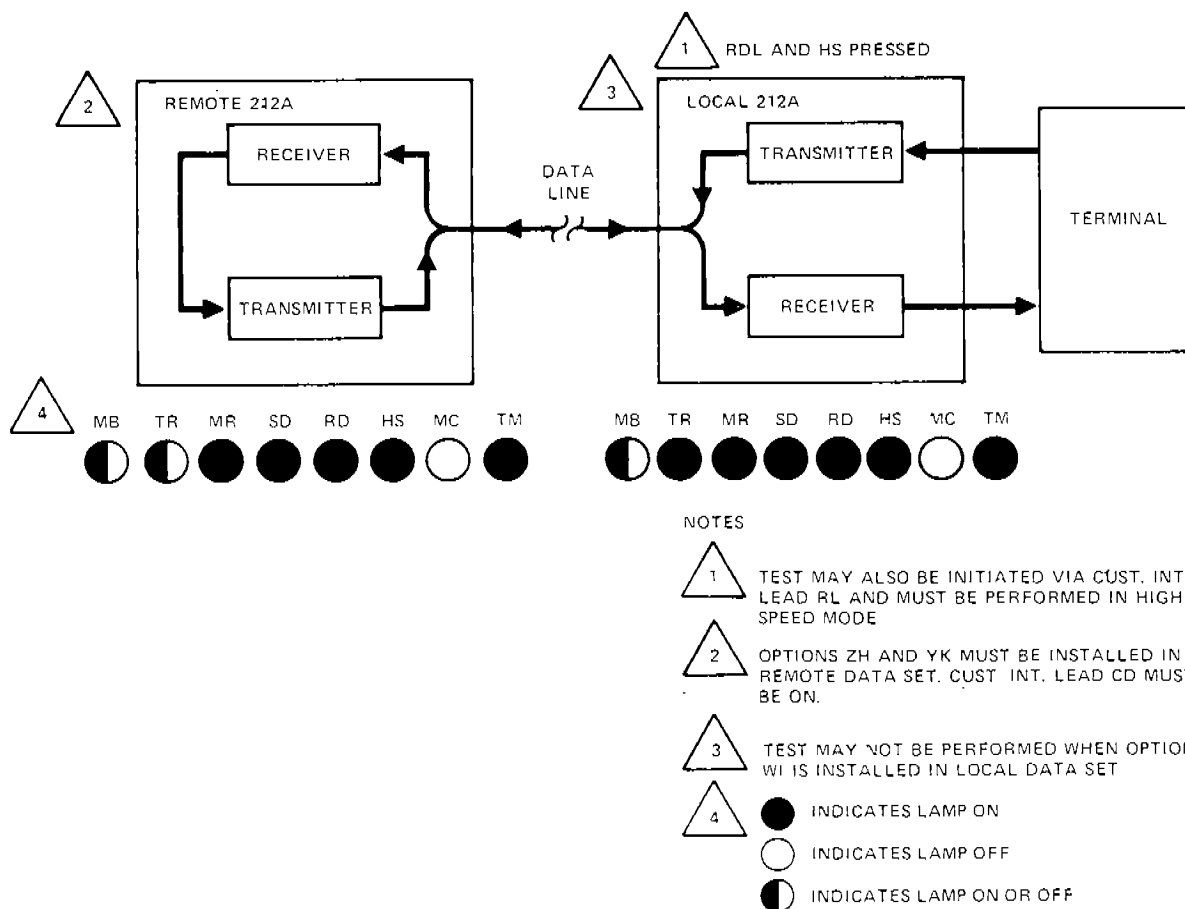 1 RDL AND HS PRESSED
2
3
REMOTE 212A
LOCAL 212A
RECEIVER
TRANSMITTER
DATA
LINE
TERMINAL
TRANSMITTER
RECEIVER
4
MB TR MR SD RD HS MC TM
MB TR MR SD RD HS MC TM
NOTES
1 TEST MAY ALSO BE INITIATED VIA CUST. INT
LEAD RL AND MUST BE PERFORMED IN HIGH
SPEED MODE
2 OPTIONS ZH AND YK MUST BE INSTALLED IN
REMOTE DATA SET. CUST INT. LEAD CD MUS
BE ON.
3 TEST MAY NOT BE PERFORMED WHEN OPTIO
WI IS INSTALLED IN LOCAL DATA SET
4 INDICATES LAMP ON
INDICATES LAMP OFF
INDICATES LAMP ON OR OFF